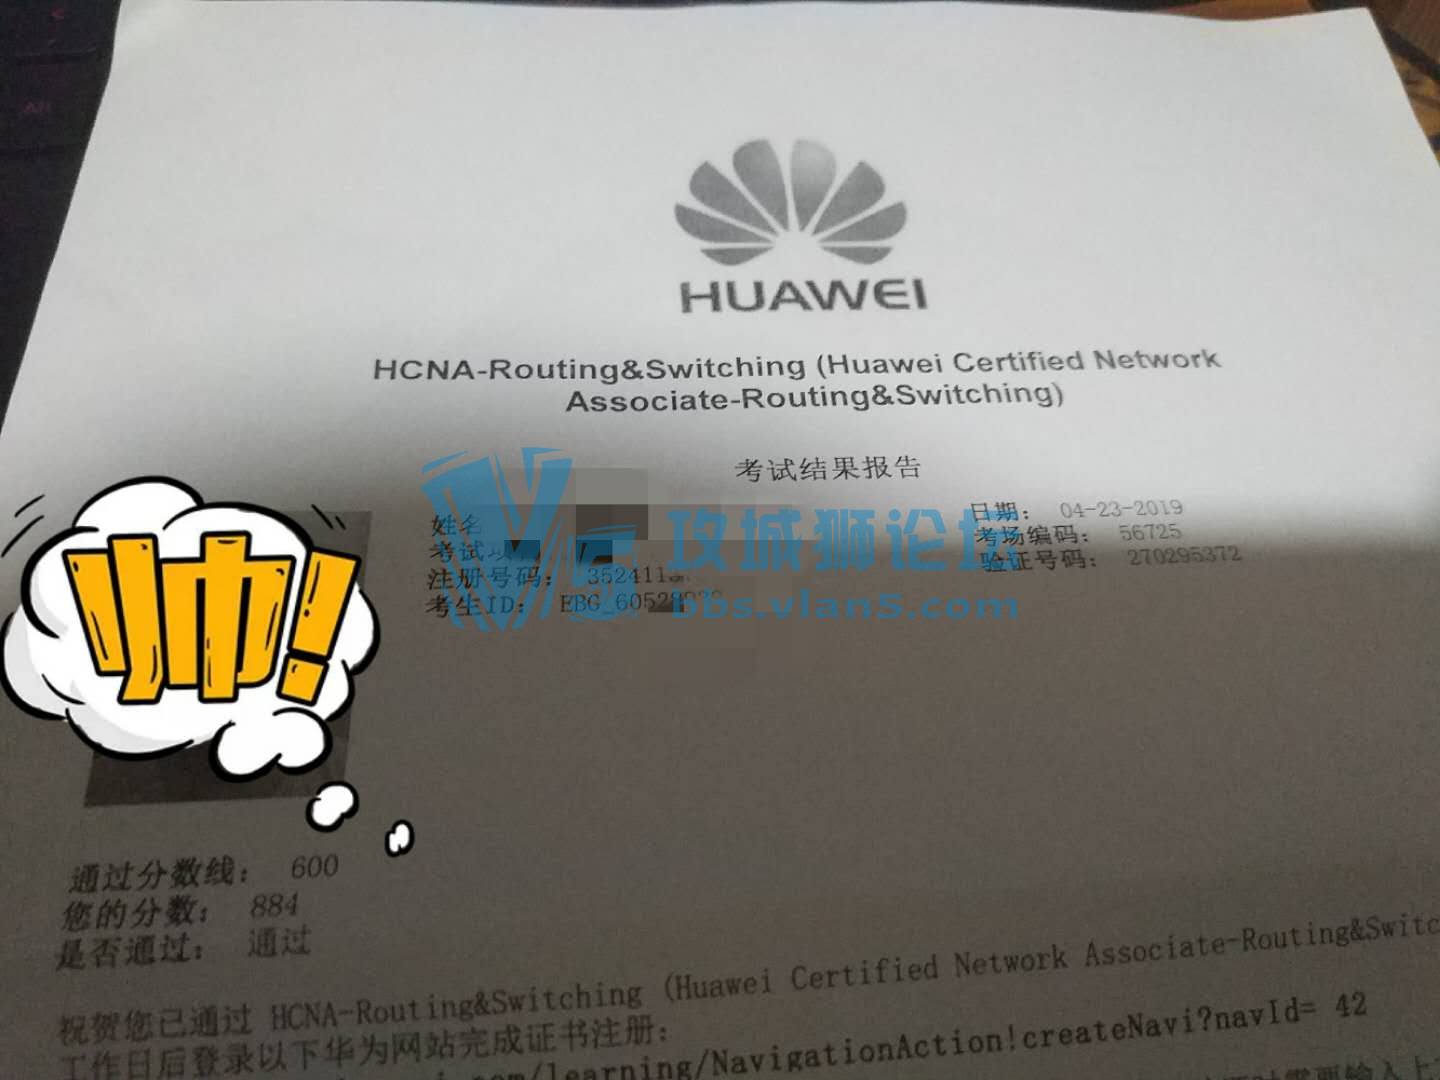 HUAWEI
HCNA-Routing&Switching (Huawei Certified Network
Associate-Routing&Switching)
考试结果报告
姓名
日期： 04-23-2019
考试项
考场编码： 56725
注册号码： 352411
验证号码： 270295372
考生ID： EBG_6052
攻城狮论坛
bbs.vlan5.com
帅!
通过分数线： 600
您的分数： 884
是否通过： 通过
祝贺您已通过 HCNA-Routing&Switching (Huawei Certified Network Associate-Routing&Switc
工作日后登录以下华为网站完成证书注册：
/learning/NavigationAction!createNavi?navId= 42